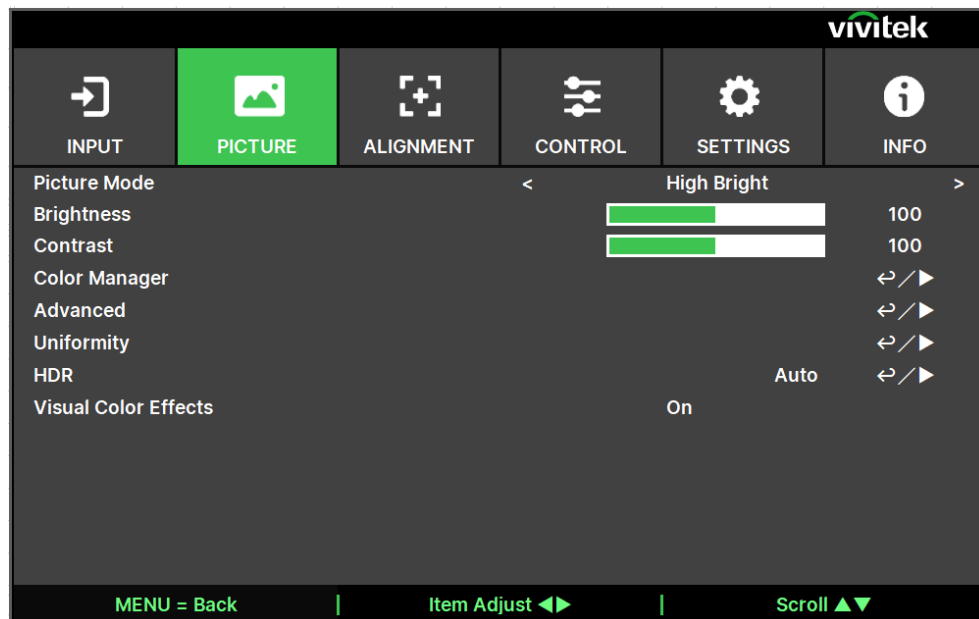 vivitek
INPUT PICTURE ALIGNMENT CONTROL SETTINGS INFO
Picture Mode < High Bright >
Brightness 100
Contrast 100
Color Manager ↩/▶
Advanced ↩/▶
Uniformity ↩/▶
HDR Auto ↩/▶
Visual Color Effects On
MENU = Back | Item Adjust ◀▶ | Scroll ▲▼